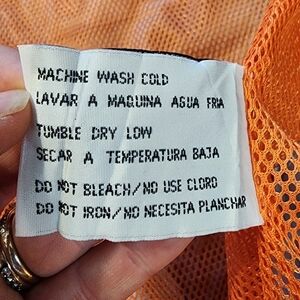 MACHINE WASH COLD
LAVAR A MAQUINA AGUA FRIA
TUMBLE DRY LOW
SECAR A TEMPERATURA BAJA
DO NOT BLEACH/NO USE CLORO
DO NOT IRON/NO NECESITA PLANCHAR